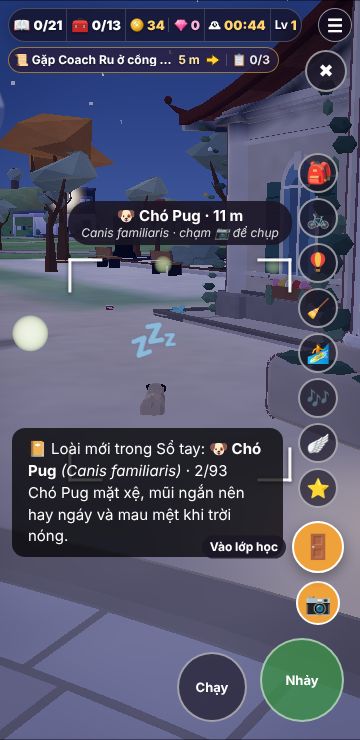 0/21 0/13 34 0 00:44 Lv 1
Gặp Coach Ru ở cổng ... 5 m 0/3
Chó Pug · 11 m
Canis familiaris · chạm để chụp
zzz
Loài mới trong Sổ tay: Chó
Pug (Canis familiaris) · 2/93
Chó Pug mặt xệ, mũi ngắn nên
hay ngáy và mau mệt khi trời
nóng.
Vào lớp học
Chạy
Nhảy